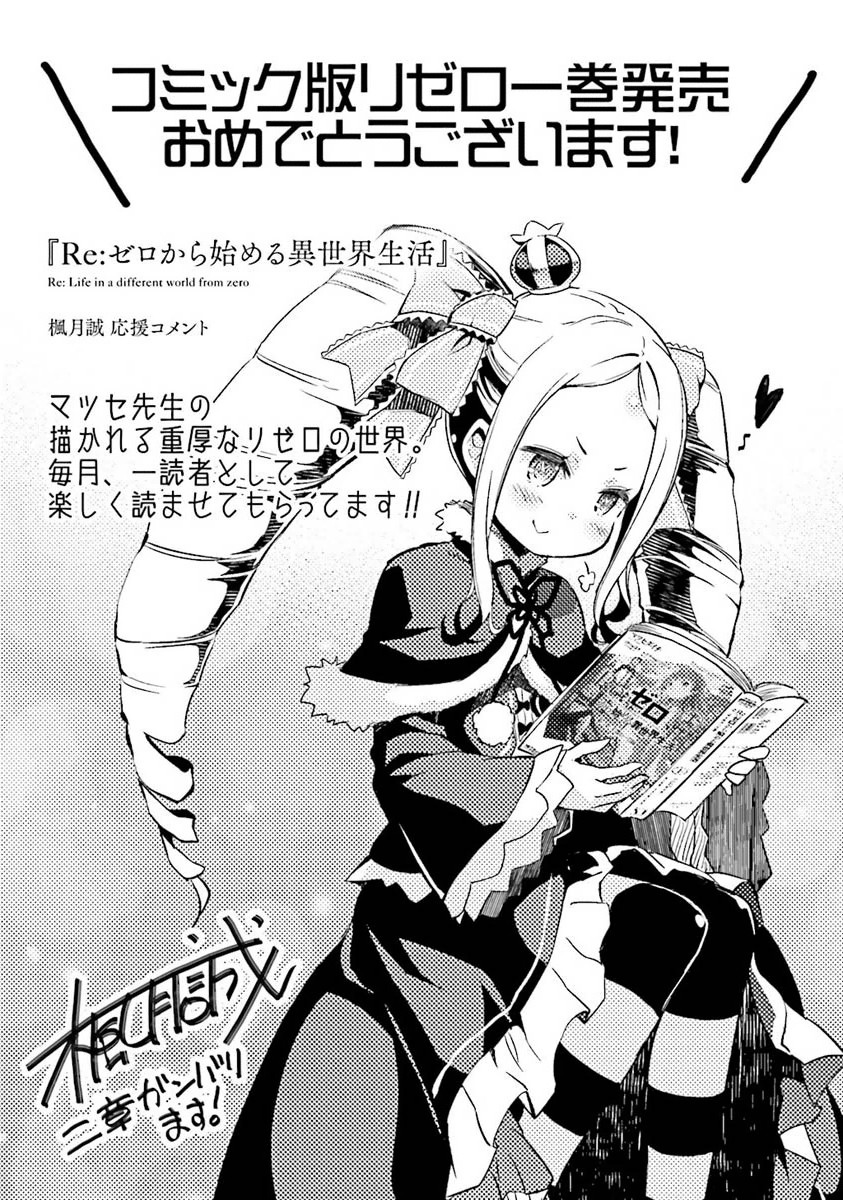 コミック版リゼロ一巻発売
おめでとうございます!
『Re:ゼロから始める異世界生活』
Re: Life in a different world from zero
楓月誠 応援コメント
マツセ先生の
描かれる重厚なリゼロの世界。
毎月、一読者として
楽しく読ませてもらってます!!
ゼロ
楓月誠
二章ガンバリ
ます!